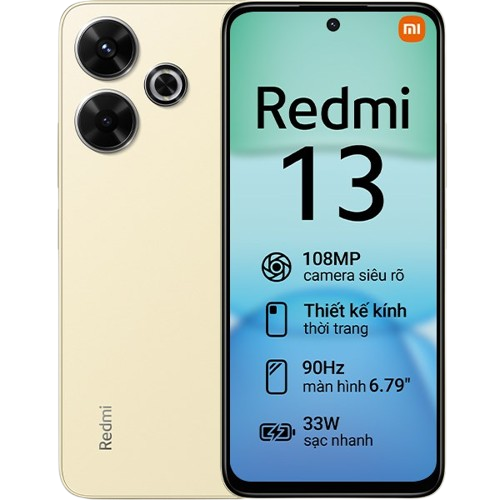 Redmi
mi
Redmi
13
108MP
camera siêu rõ
Thiết kế kính
thời trang
90Hz
màn hình 6.79"
33W
sạc nhanh